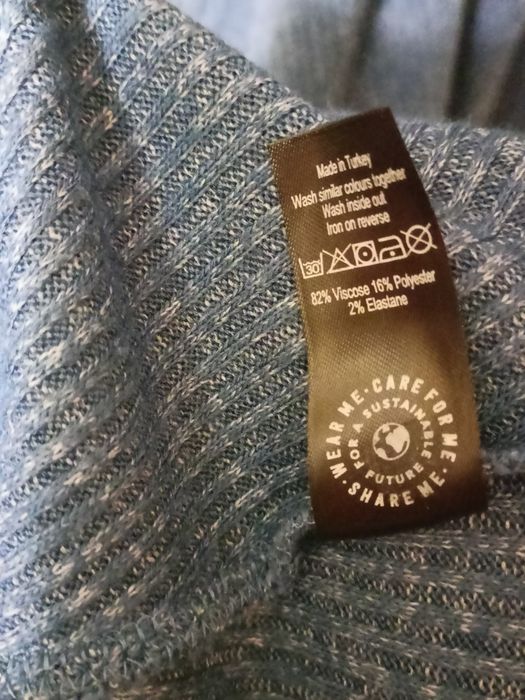 Made in Turkey
Wash similar colours together
Wash inside out
Iron on reverse
30
82% Viscose 16% Polyester
2% Elastane
WEAR ME · CARE FOR ME · SHARE ME ·
FOR A SUSTAINABLE FUTURE